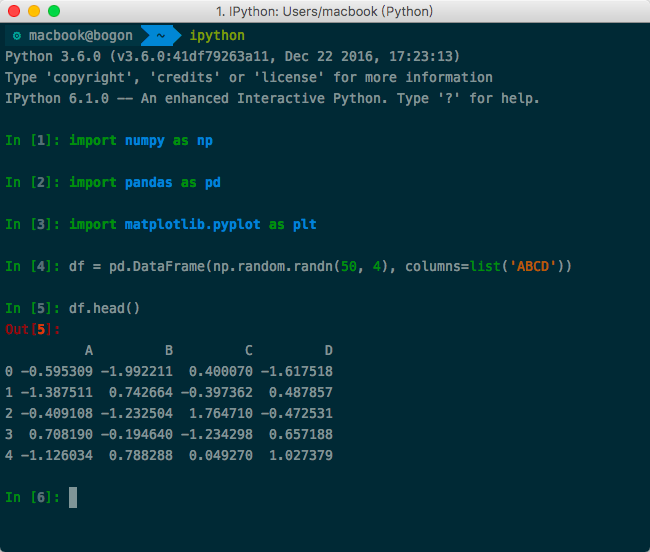 1. IPython: Users/macbook (Python)
macbook@bogon ~ ipython
Python 3.6.0 (v3.6.0:41df79263a11, Dec 22 2016, 17:23:13)
Type 'copyright', 'credits' or 'license' for more information
IPython 6.1.0 -- An enhanced Interactive Python. Type '?' for help.
In [1]: import numpy as np
In [2]: import pandas as pd
In [3]: import matplotlib.pyplot as plt
In [4]: df = pd.DataFrame(np.random.randn(50, 4), columns=list('ABCD'))
In [5]: df.head()
Out[5]:
A B C D
0 -0.595309 -1.992211 0.400070 -1.617518
1 -1.387511 0.742664 -0.397362 0.487857
2 -0.409108 -1.232504 1.764710 -0.472531
3 0.708190 -0.194640 -1.234298 0.657188
4 -1.126034 0.788288 0.049270 1.027379
In [6]: